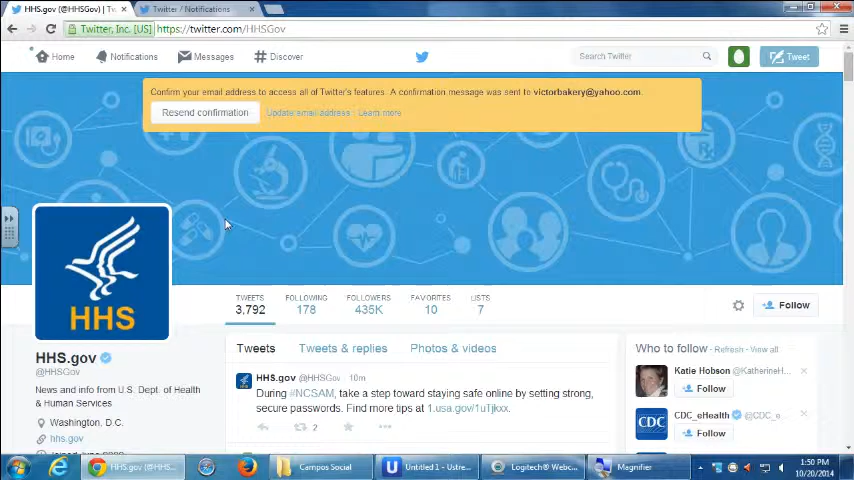 HHS.gov (@HHSGov) | Tw
Twitter / Notifications
Twitter, Inc. [US]
https://twitter.com/HHSGov
Home
Notifications
Messages
Discover
Search Twitter
Tweet
Confirm your email address to access all of Twitter's features. A confirmation message was sent to victorbakery@yahoo.com.
Resend confirmation
Update email address · Learn more
HHS
TWEETS
3,792
FOLLOWING
178
FOLLOWERS
435K
FAVORITES
10
LISTS
7
Follow
HHS.gov
@HHSGov
News and info from U.S. Dept. of Health
& Human Services
Washington, D.C.
hhs.gov
Tweets
Tweets & replies
Photos & videos
HHS.gov @HHSGov · 10m
During #NCSAM, take a step toward staying safe online by setting strong,
secure passwords. Find more tips at 1.usa.gov/1uTjkxx.
2
Who to follow · Refresh · View all
Katie Hobson @KatherineH...
Follow
CDC
CDC_eHealth @CDC_e...
Follow
HHS.gov (@HHS...
Campos Social
Untitled 1 - Ustre...
Logitech® Webc...
Magnifier
1:50 PM
10/20/2014